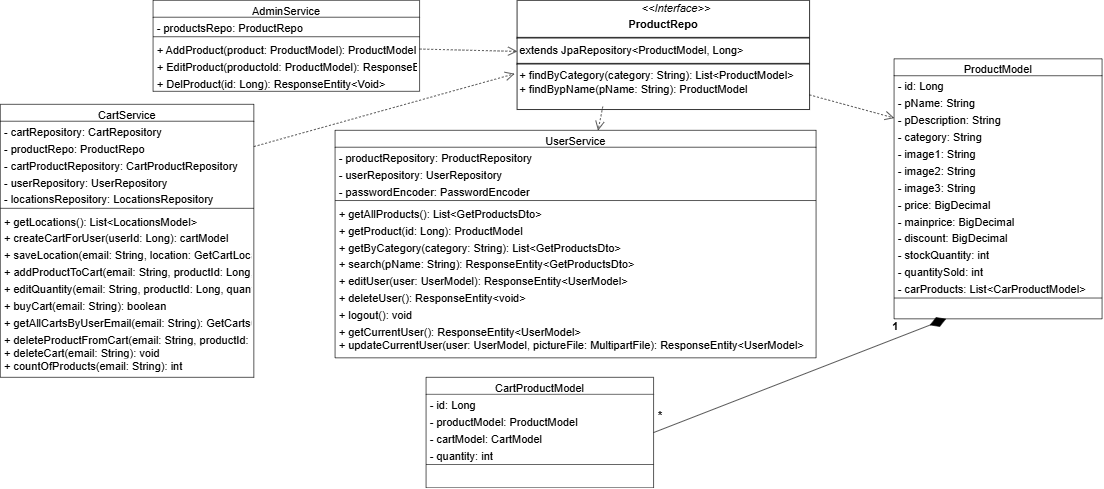 AdminService
- productsRepo: ProductRepo
+ AddProduct(product: ProductModel): ProductModel
+ EditProduct(productoId: ProductModel): ResponseE
+ DelProduct(id: Long): ResponseEntity<Void>
<<Interface>>
ProductRepo
extends JpaRepository<ProductModel, Long>
+ findByCategory(category: String): List<ProductModel>
+ findBypName(pName: String): ProductModel
ProductModel
- id: Long
- pName: String
- pDescription: String
- category: String
- image1: String
- image2: String
- image3: String
- price: BigDecimal
- mainprice: BigDecimal
- discount: BigDecimal
- stockQuantity: int
- quantitySold: int
- carProducts: List<CarProductModel>
CartService
- cartRepository: CartRepository
- productRepo: ProductRepo
- cartProductRepository: CartProductRepository
- userRepository: UserRepository
- locationsRepository: LocationsRepository
+ getLocations(): List<LocationsModel>
+ createCartForUser(userId: Long): cartModel
+ saveLocation(email: String, location: GetCartLoc
+ addProductToCart(email: String, productId: Long
+ editQuantity(email: String, productId: Long, quan
+ buyCart(email: String): boolean
+ getAllCartsByUserEmail(email: String): GetCarts
+ deleteProductFromCart(email: String, productId:
+ deleteCart(email: String): void
+ countOfProducts(email: String): int
UserService
- productRepository: ProductRepository
- userRepository: UserRepository
- passwordEncoder: PasswordEncoder
+ getAllProducts(): List<GetProductsDto>
+ getProduct(id: Long): ProductModel
+ getByCategory(category: String): List<GetProductsDto>
+ search(pName: String): ResponseEntity<GetProductsDto>
+ editUser(user: UserModel): ResponseEntity<UserModel>
+ deleteUser(): ResponseEntity<void>
+ logout(): void
+ getCurrentUser(): ResponseEntity<UserModel>
+ updateCurrentUser(user: UserModel, pictureFile: MultipartFile): ResponseEntity<UserModel>
1
*
CartProductModel
- id: Long
- productModel: ProductModel
- cartModel: CartModel
- quantity: int